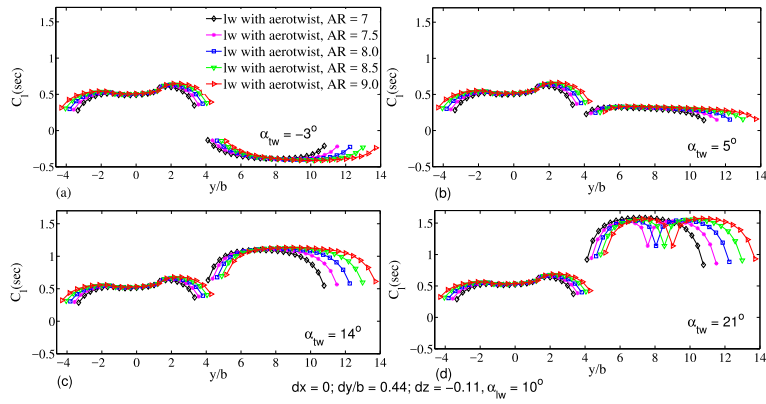 lw with aerotwist, AR = 7
lw with aerotwist, AR = 7.5
lw with aerotwist, AR = 8.0
lw with aerotwist, AR = 8.5
lw with aerotwist, AR = 9.0
1.5
1
0.5
0
−0.5
C_l(sec)
α_tw = −3°
−4 −2 0 2 4 6 8 10 12 14
(a)
y/b
1.5
1
0.5
0
−0.5
C_l(sec)
α_tw = 5°
−4 −2 0 2 4 6 8 10 12 14
(b)
y/b
1.5
1
0.5
0
−0.5
C_l(sec)
α_tw = 14°
−4 −2 0 2 4 6 8 10 12 14
(c)
y/b
1.5
1
0.5
0
−0.5
C_l(sec)
α_tw = 21°
−4 −2 0 2 4 6 8 10 12 14
(d)
y/b
dx = 0; dy/b = 0.44; dz = −0.11, α_lw = 10°